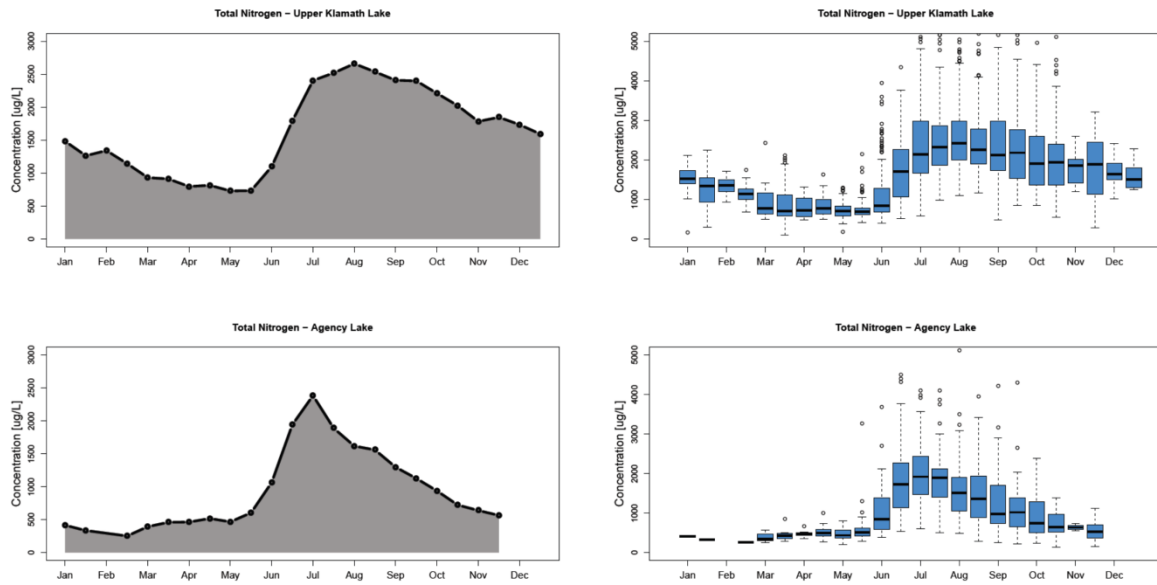 Total Nitrogen – Upper Klamath Lake
Concentration [ug/L]
3000
2500
2000
1500
1000
500
0
Jan Feb Mar Apr May Jun Jul Aug Sep Oct Nov Dec
Total Nitrogen – Upper Klamath Lake
Concentration [ug/L]
5000
4000
3000
2000
1000
0
Jan Feb Mar Apr May Jun Jul Aug Sep Oct Nov Dec
Total Nitrogen – Agency Lake
Concentration [ug/L]
3000
2500
2000
1500
1000
500
0
Jan Feb Mar Apr May Jun Jul Aug Sep Oct Nov Dec
Total Nitrogen – Agency Lake
Concentration [ug/L]
5000
4000
3000
2000
1000
0
Jan Feb Mar Apr May Jun Jul Aug Sep Oct Nov Dec